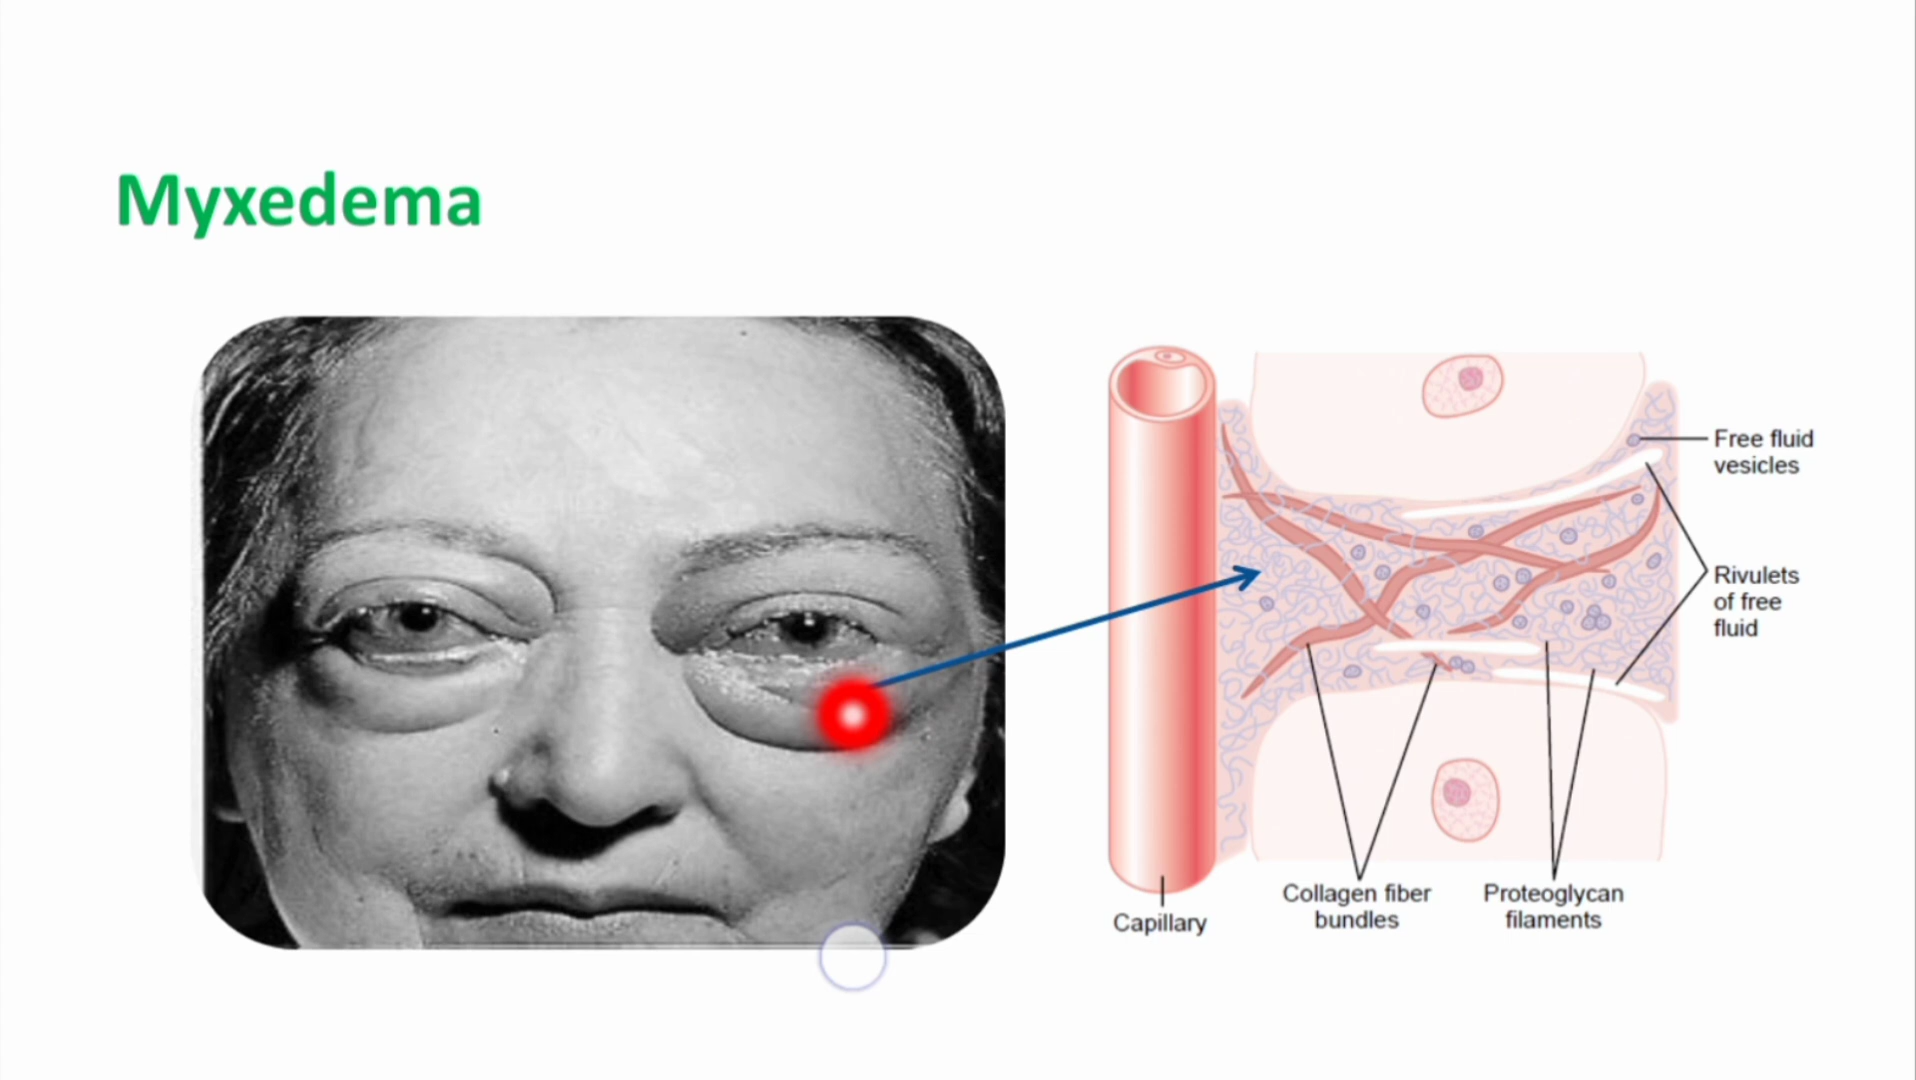 Myxedema
Free fluid
vesicles
Rivulets
of free
fluid
Collagen fiber
bundles
Proteoglycan
filaments
Capillary